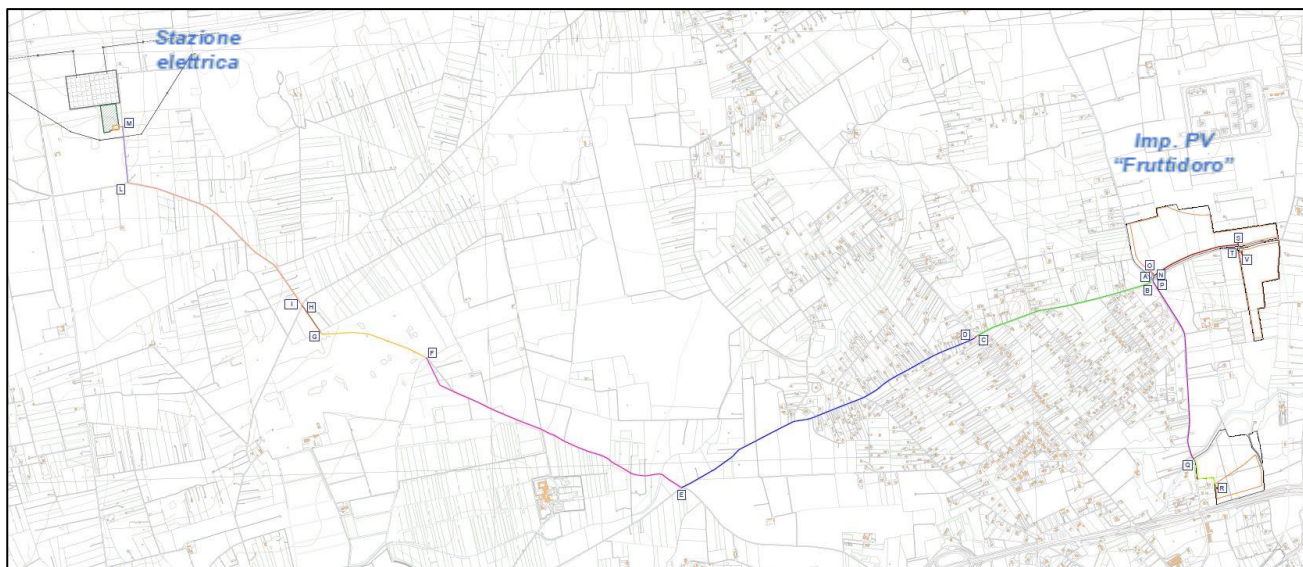 Stazione
elettrica
M
L
Imp. PV
"Fruttidoro"
S
T V
O
A N
B P
I H
G
F
D
C
E
Q
R